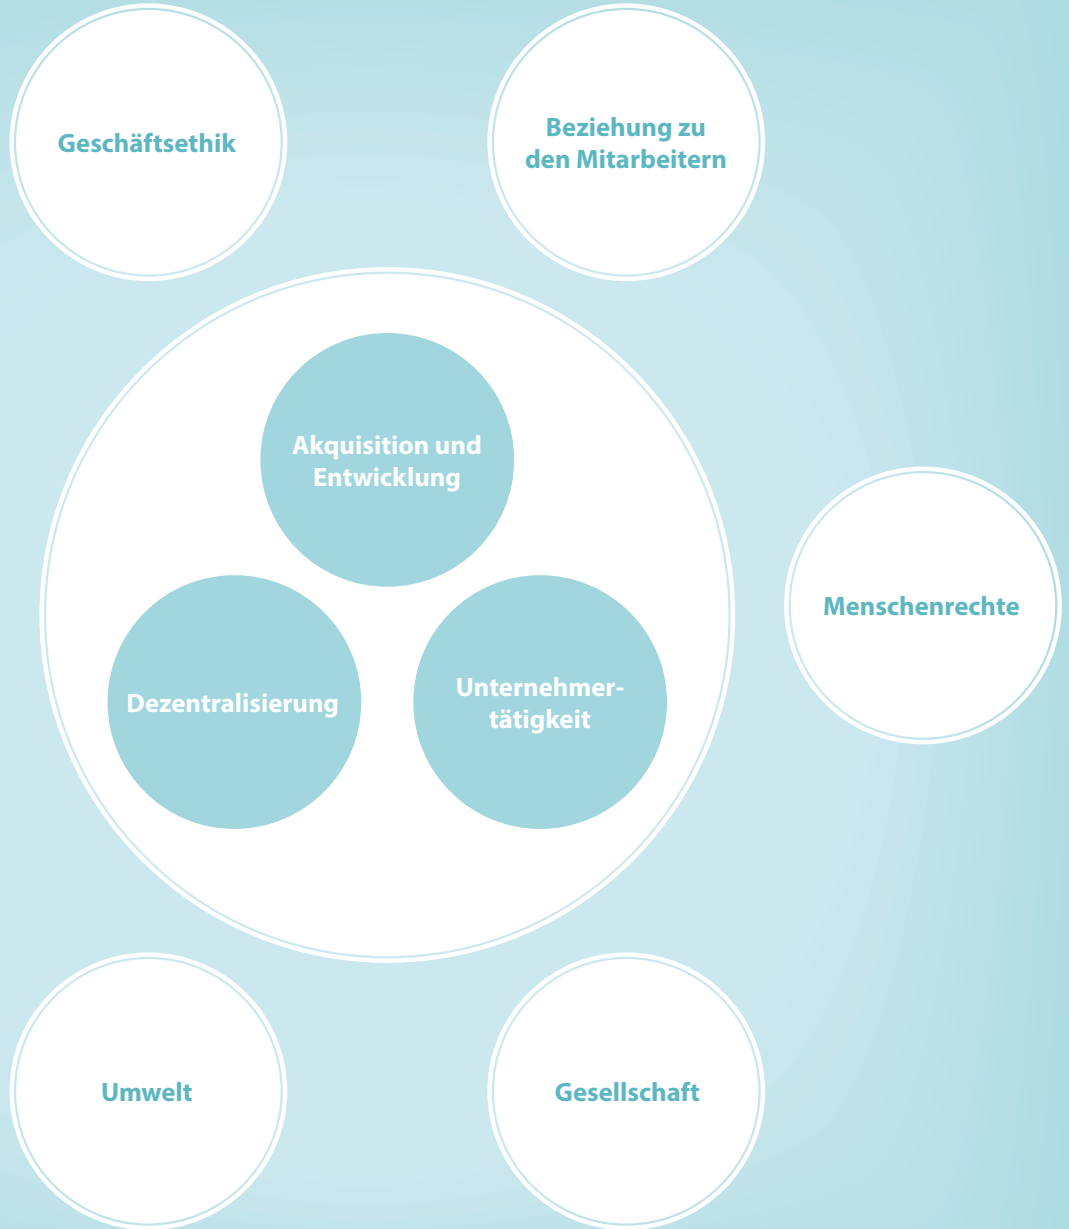 Geschäftsethik
Beziehung zu
den Mitarbeitern
Akquisition und
Entwicklung
Menschenrechte
Dezentralisierung
Unternehmer-
tätigkeit
Umwelt
Gesellschaft